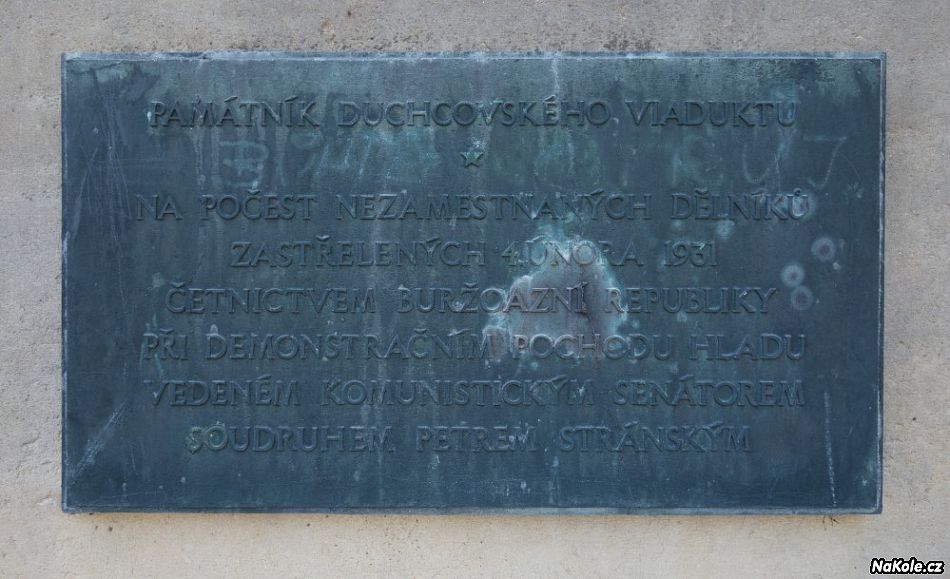 PAMÁTNÍK DUCHCOVSKÉHO VIADUKTU
NA POČEST NEZAMESTNANÝCH DĚLNÍKŮ
ZASTŘELENÝCH 4. ÚNORA 1931
ČETNICTVEM BURŽOAZNÍ REPUBLIKY
PŘI DEMONSTRAČNÍM POCHODU HLADU
VEDENÉM KOMUNISTICKÝM SENÁTOREM
SOUDRUHEM PETREM STRÁNSKÝM
NaKole.cz